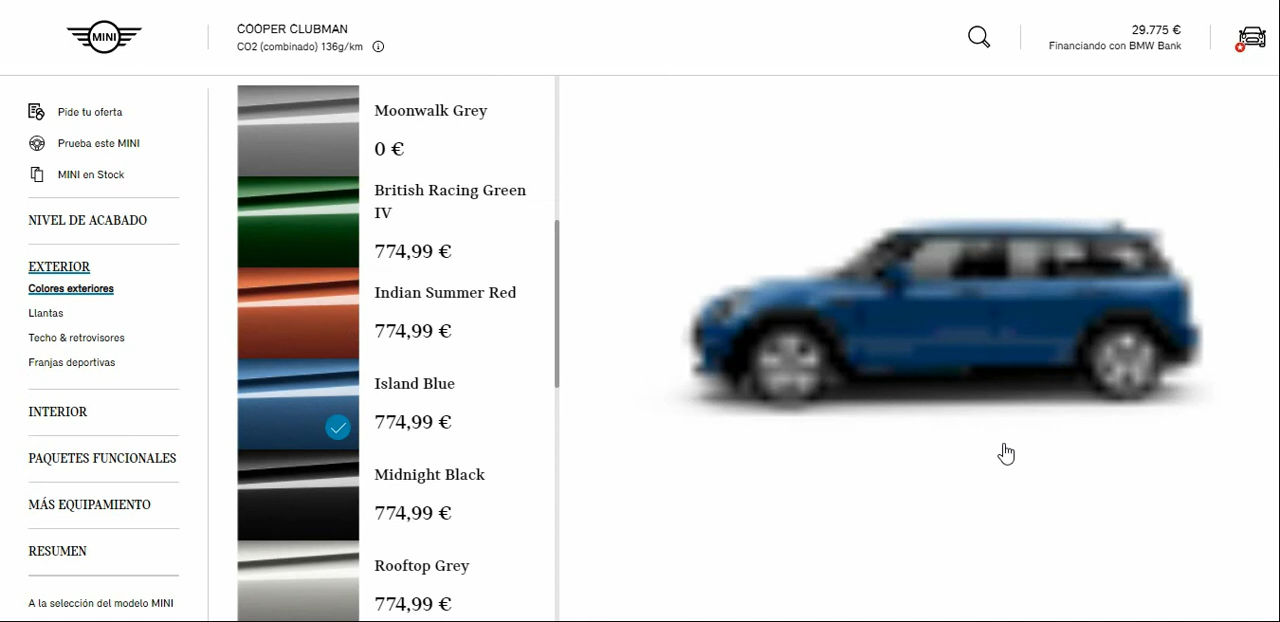 MINI
COOPER CLUBMAN
CO2 (combinado) 136g/km
29.775 €
Financiando con BMW Bank
Pide tu oferta
Prueba este MINI
MINI en Stock
NIVEL DE ACABADO
EXTERIOR
Colores exteriores
Llantas
Techo & retrovisores
Franjas deportivas
INTERIOR
PAQUETES FUNCIONALES
MÁS EQUIPAMIENTO
RESUMEN
A la selección del modelo MINI
Moonwalk Grey
0 €
British Racing Green
IV
774,99 €
Indian Summer Red
774,99 €
Island Blue
774,99 €
Midnight Black
774,99 €
Rooftop Grey
774,99 €